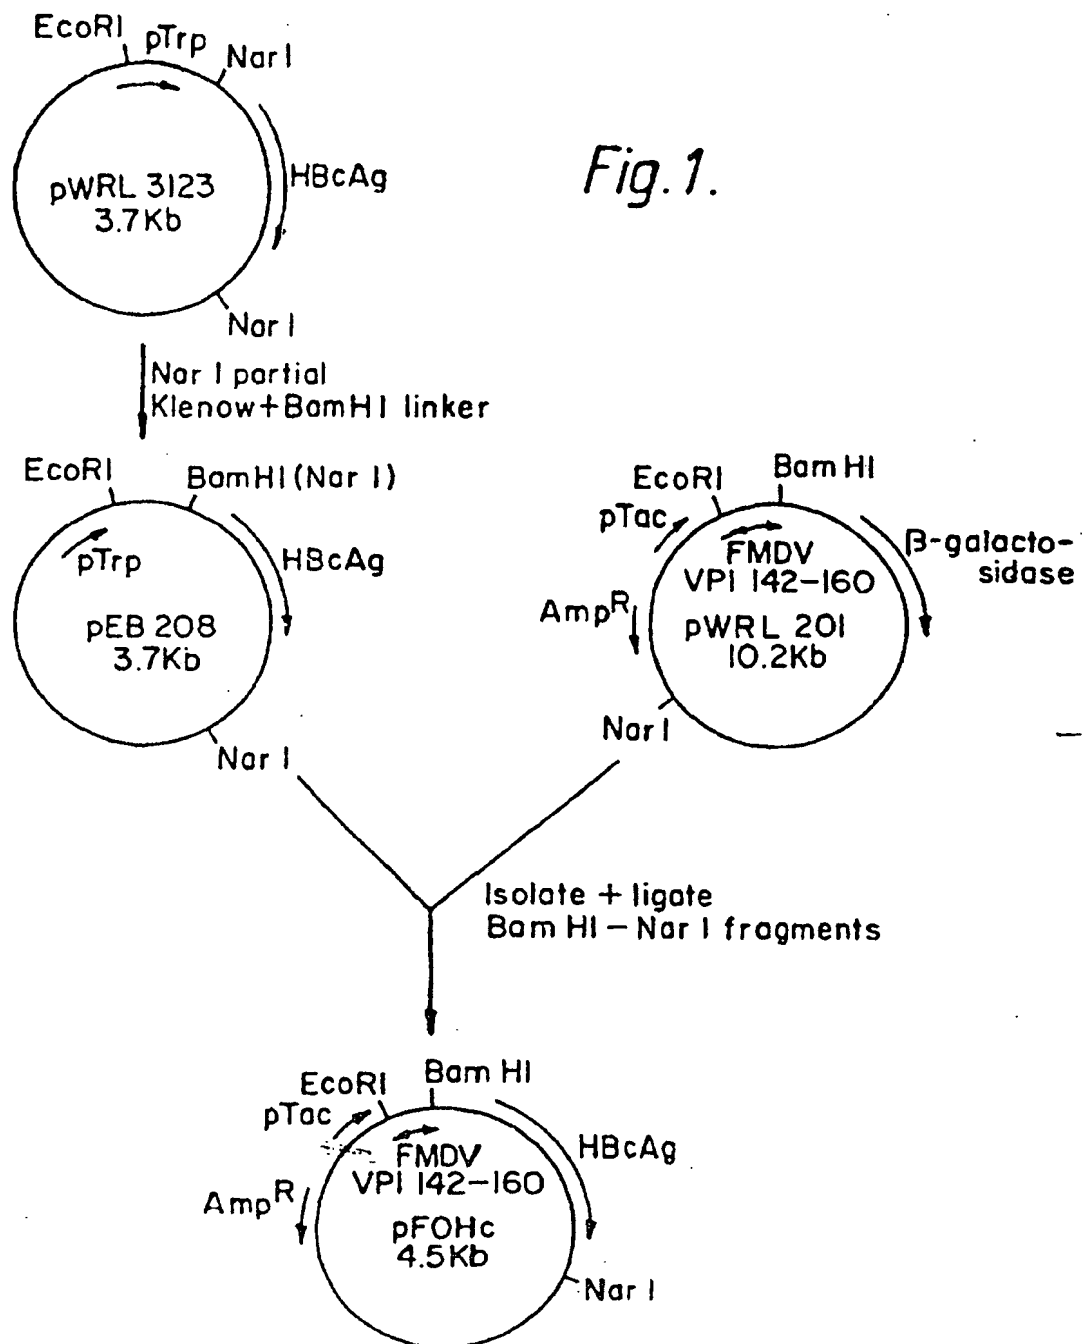 EcoRI
pTrp
Nar I
pWRL 3123
3.7Kb
HBcAg
Nar I
Fig. 1.
Nar I partial
Klenow + BamHI linker
EcoRI
BamHI (Nar I)
pTrp
HBcAg
pEB 208
3.7Kb
Nar I
EcoRI
Bam HI
pTac
FMDV
VPI 142-160
β-galacto-
sidase
AmpR
pWRL 201
10.2Kb
Nar I
Isolate + ligate
Bam HI - Nar I fragments
EcoRI
Bam HI
pTac
FMDV
VPI 142-160
HBcAg
AmpR
pFOHc
4.5Kb
Nar I